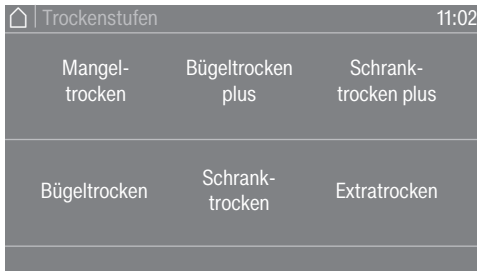 Trockenstufen 11:02
Mangel-
trocken
Bügeltrocken
plus
Schrank-
trocken plus
Bügeltrocken
Schrank-
trocken
Extratrocken